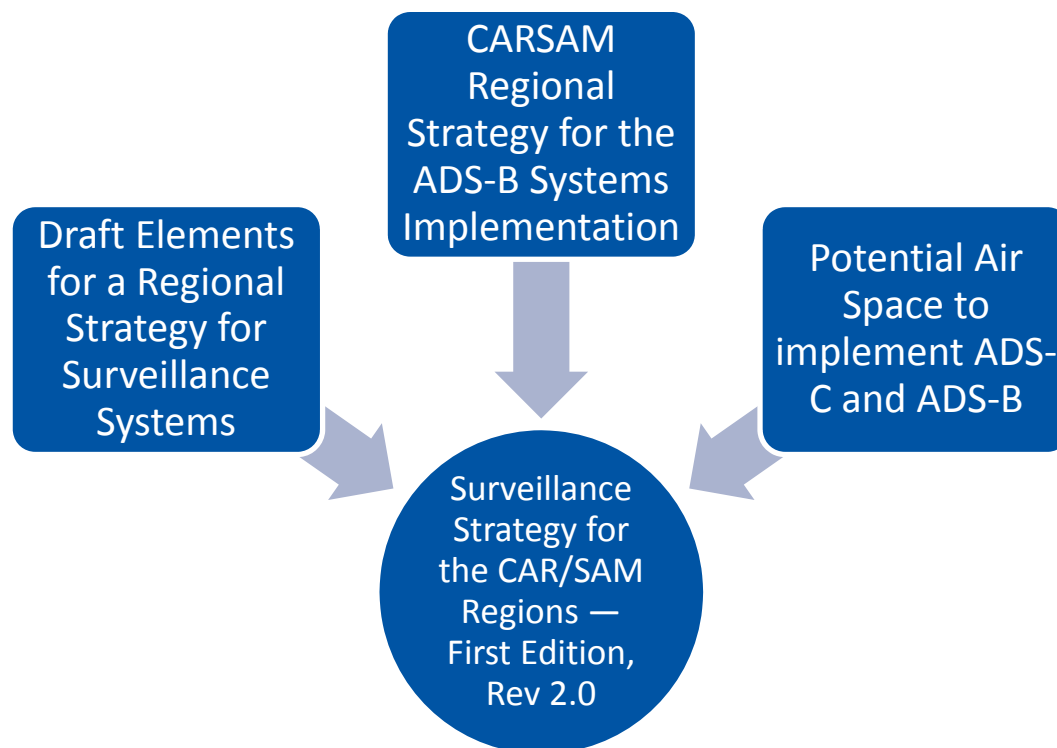 CARSAM
Regional
Strategy for the
ADS-B Systems
Implementation
Draft Elements
for a Regional
Strategy for
Surveillance
Systems
Potential Air
Space to
implement ADS-
C and ADS-B
Surveillance
Strategy for
the CAR/SAM
Regions —
First Edition,
Rev 2.0